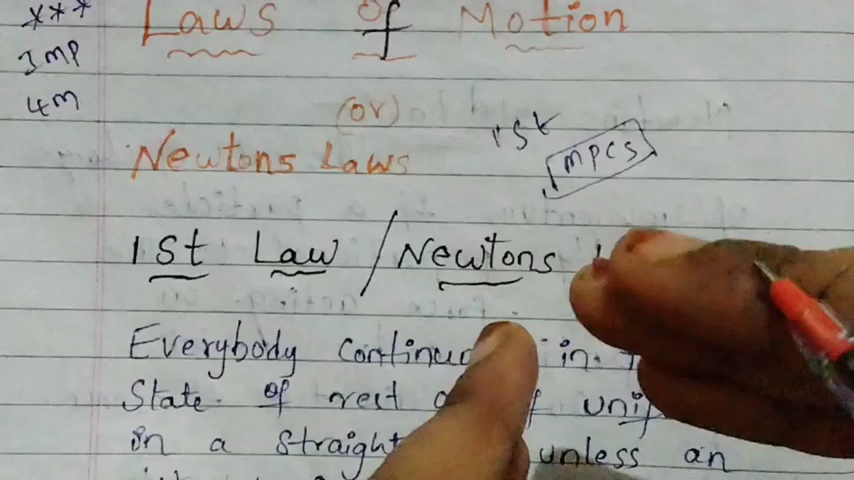 ***
Laws of Motion
Imp
4M
(or)
1st
Newtons Laws
MPCS
1st Law / Newtons
Everybody in
State of rest of
in a straight unless an